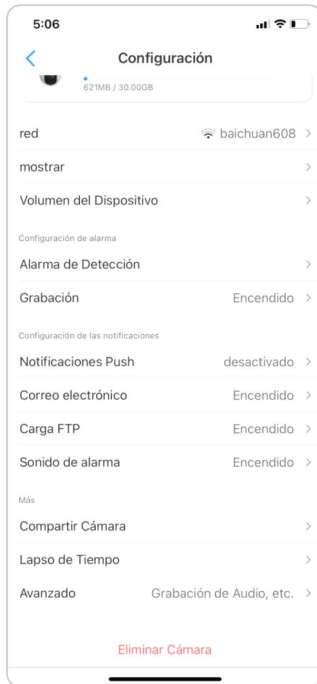 5:06
Configuración
621MB / 30.00GB
red baichuan608
mostrar
Volumen del Dispositivo
Configuración de alarma
Alarma de Detección
Grabación Encendido
Configuración de las notificaciones
Notificaciones Push desactivado
Correo electrónico Encendido
Carga FTP Encendido
Sonido de alarma Encendido
Más
Compartir Cámara
Lapso de Tiempo
Avanzado Grabación de Audio, etc.
Eliminar Cámara